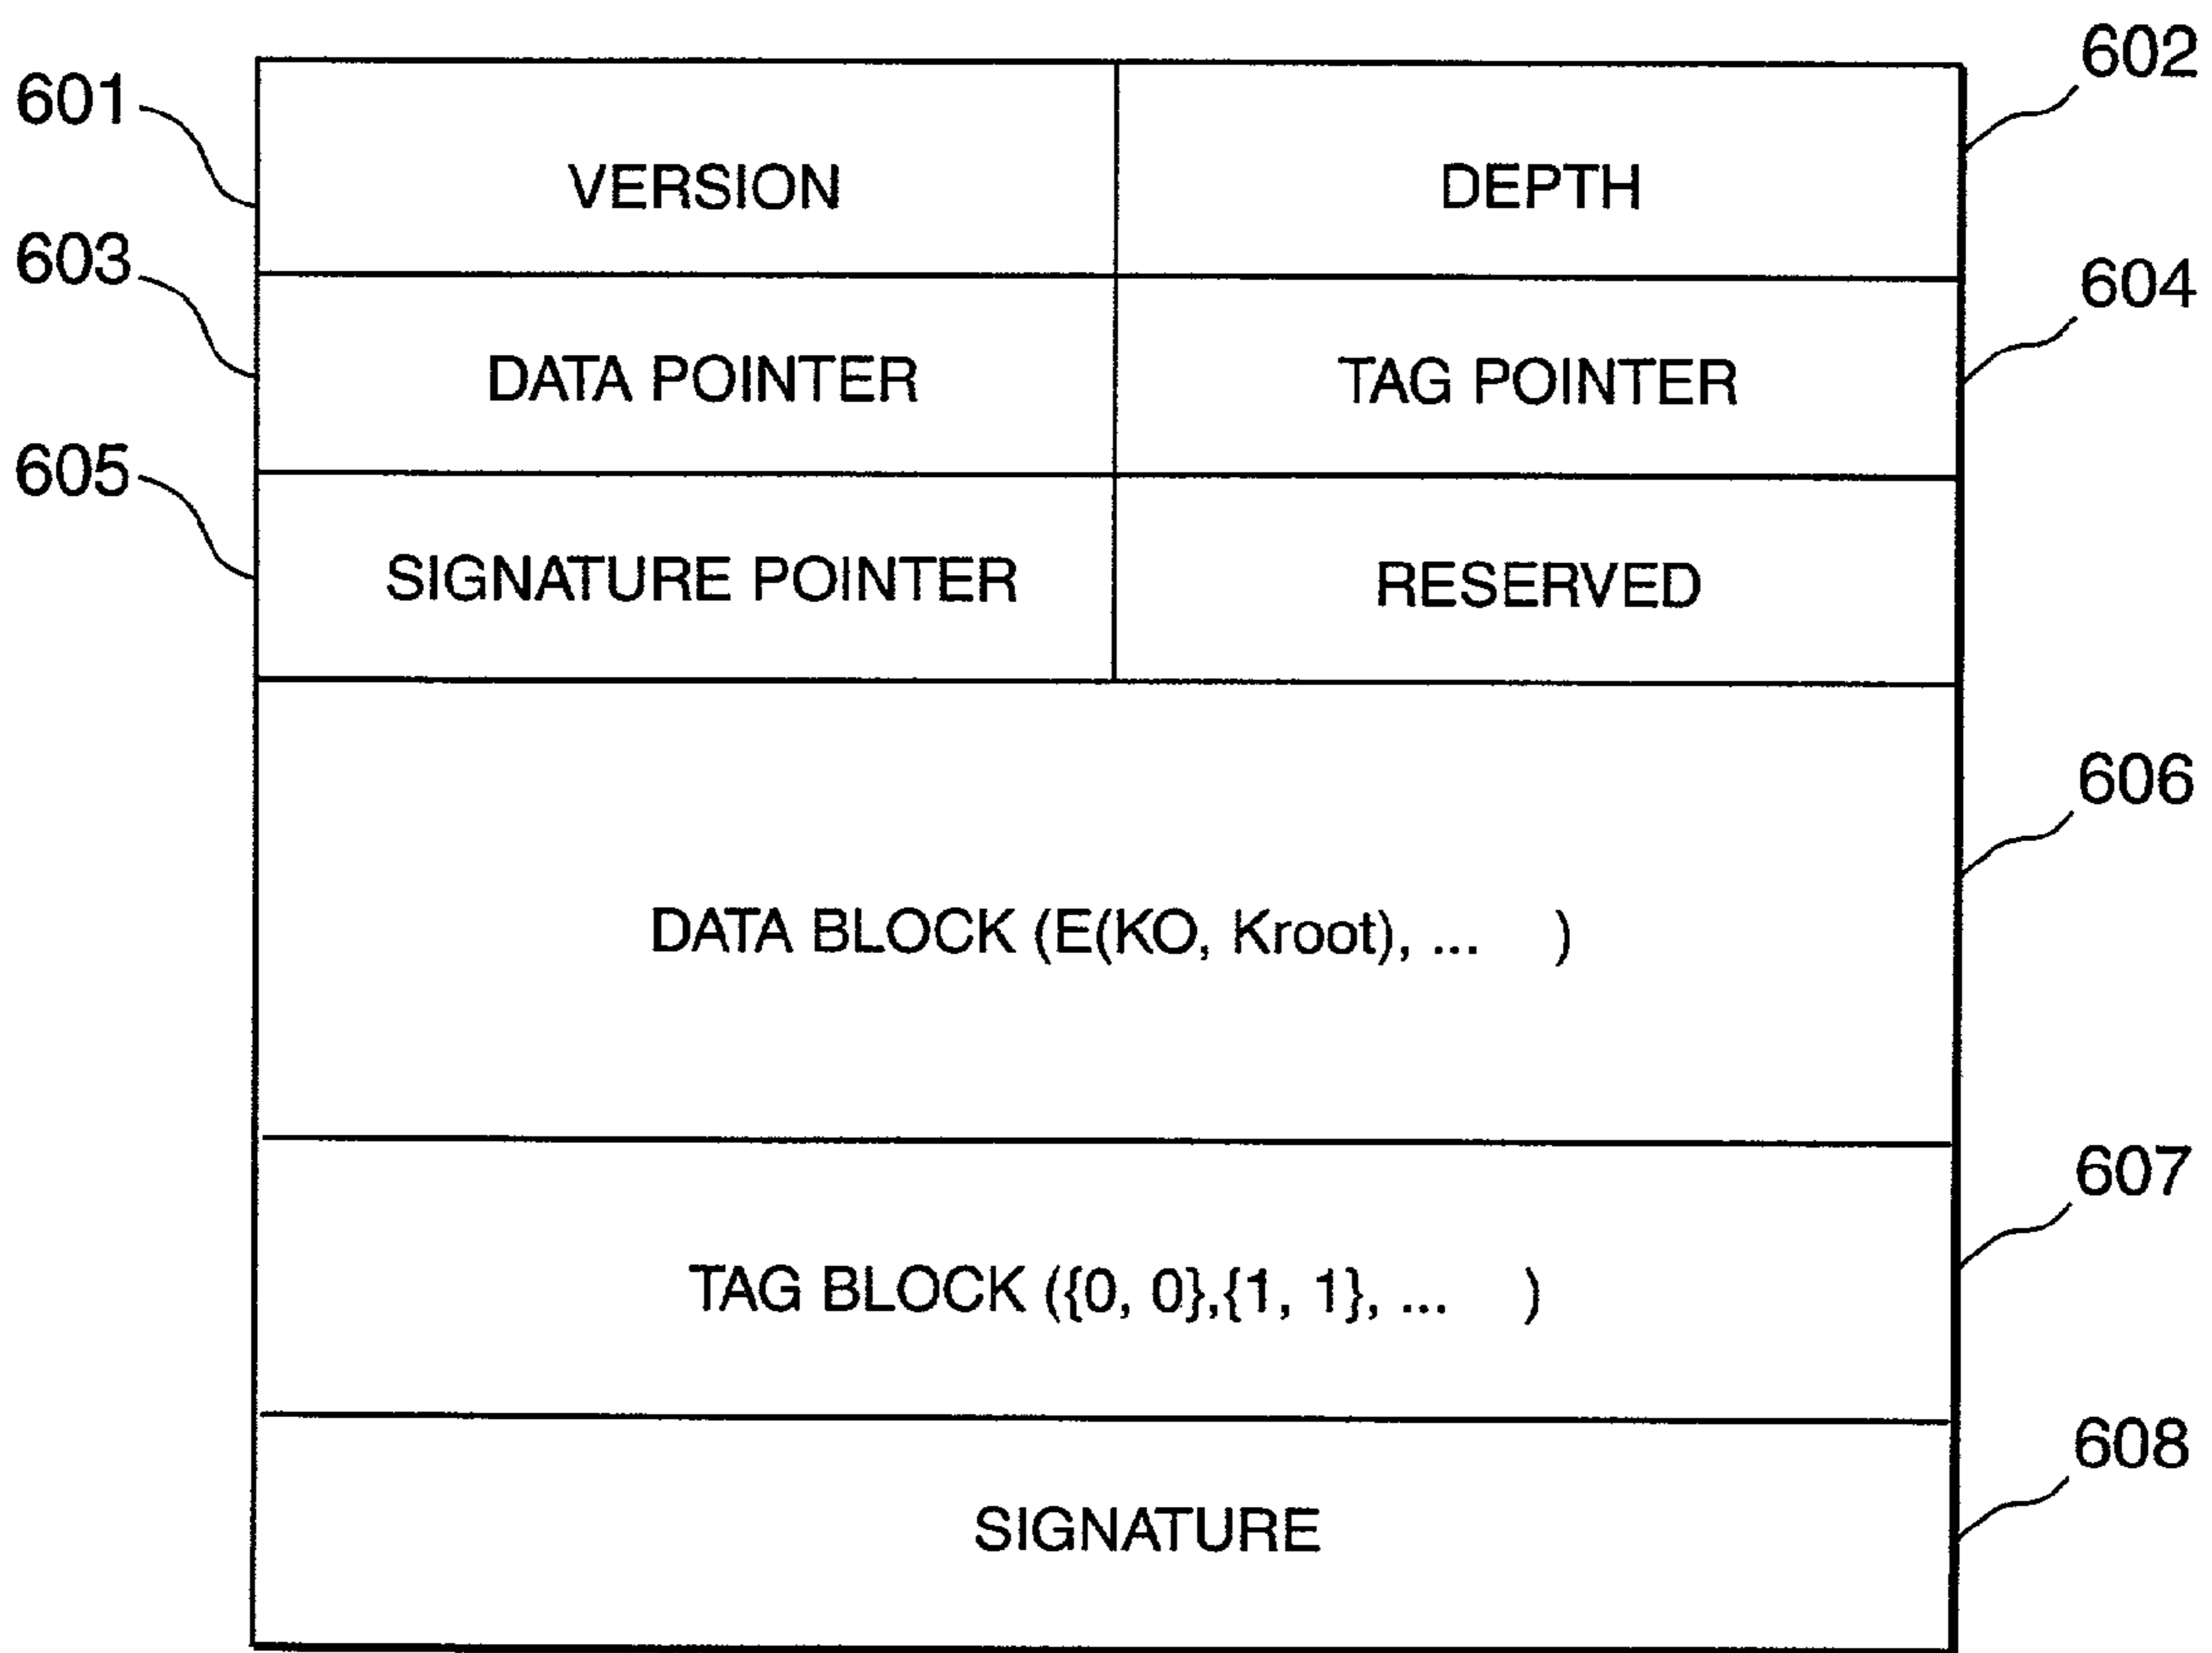 601
602
VERSION
DEPTH
603
604
DATA POINTER
TAG POINTER
605
SIGNATURE POINTER
RESERVED
606
DATA BLOCK (E(KO, Kroot), ... )
607
TAG BLOCK ({0, 0},{1, 1}, ... )
608
SIGNATURE